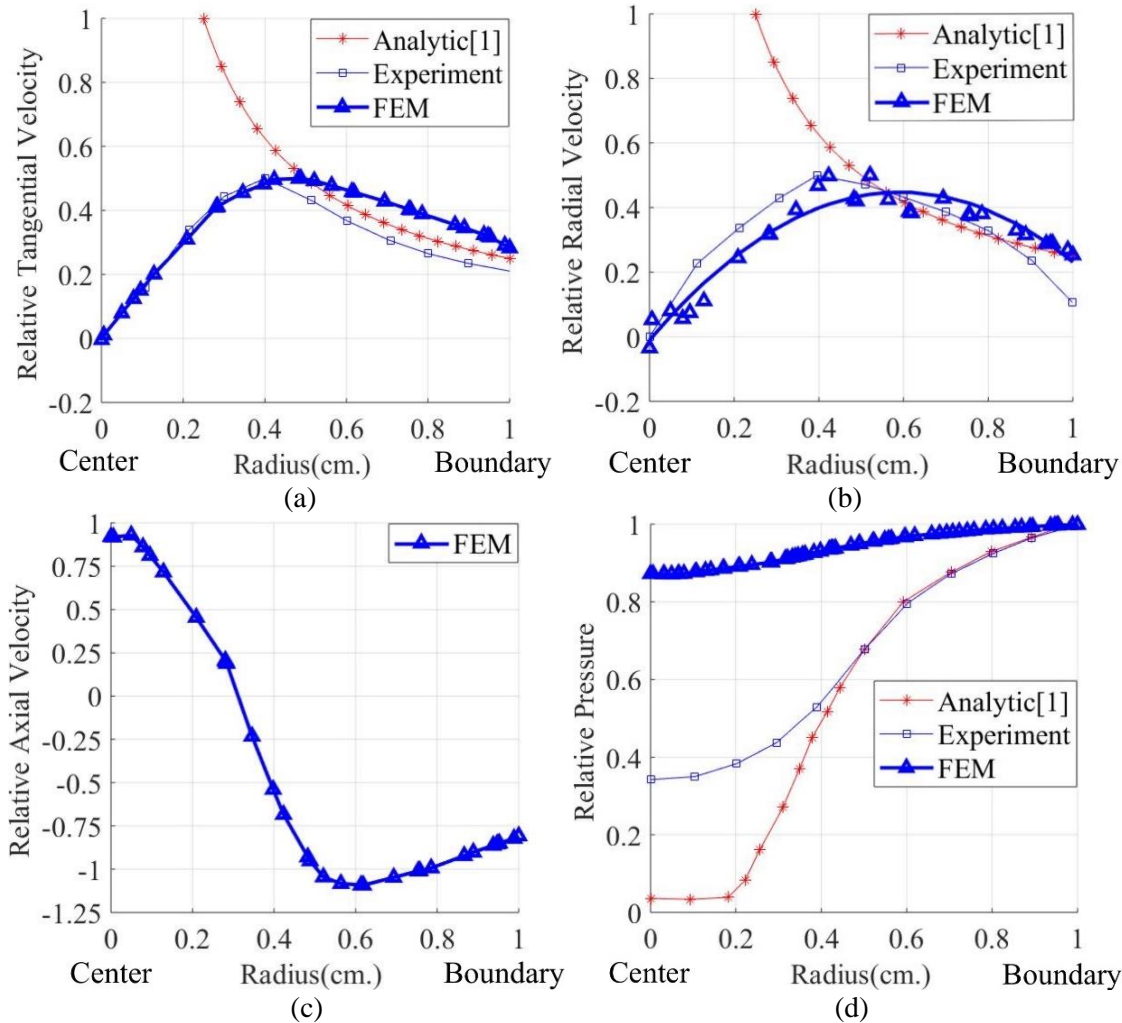 1
0.8
0.6
0.4
0.2
0
-0.2
Relative Tangential Velocity
Analytic[1]
Experiment
FEM
0 0.2 0.4 0.6 0.8 1
Center Radius(cm.) Boundary
(a)
1
0.8
0.6
0.4
0.2
0
-0.2
Relative Radial Velocity
Analytic[1]
Experiment
FEM
0 0.2 0.4 0.6 0.8 1
Center Radius(cm.) Boundary
(b)
1
0.75
0.5
0.25
0
-0.25
-0.5
-0.75
-1
-1.25
Relative Axial Velocity
FEM
0 0.2 0.4 0.6 0.8 1
Center Radius(cm.) Boundary
(c)
1
0.8
0.6
0.4
0.2
0
Relative Pressure
Analytic[1]
Experiment
FEM
0 0.2 0.4 0.6 0.8 1
Center Radius(cm.) Boundary
(d)